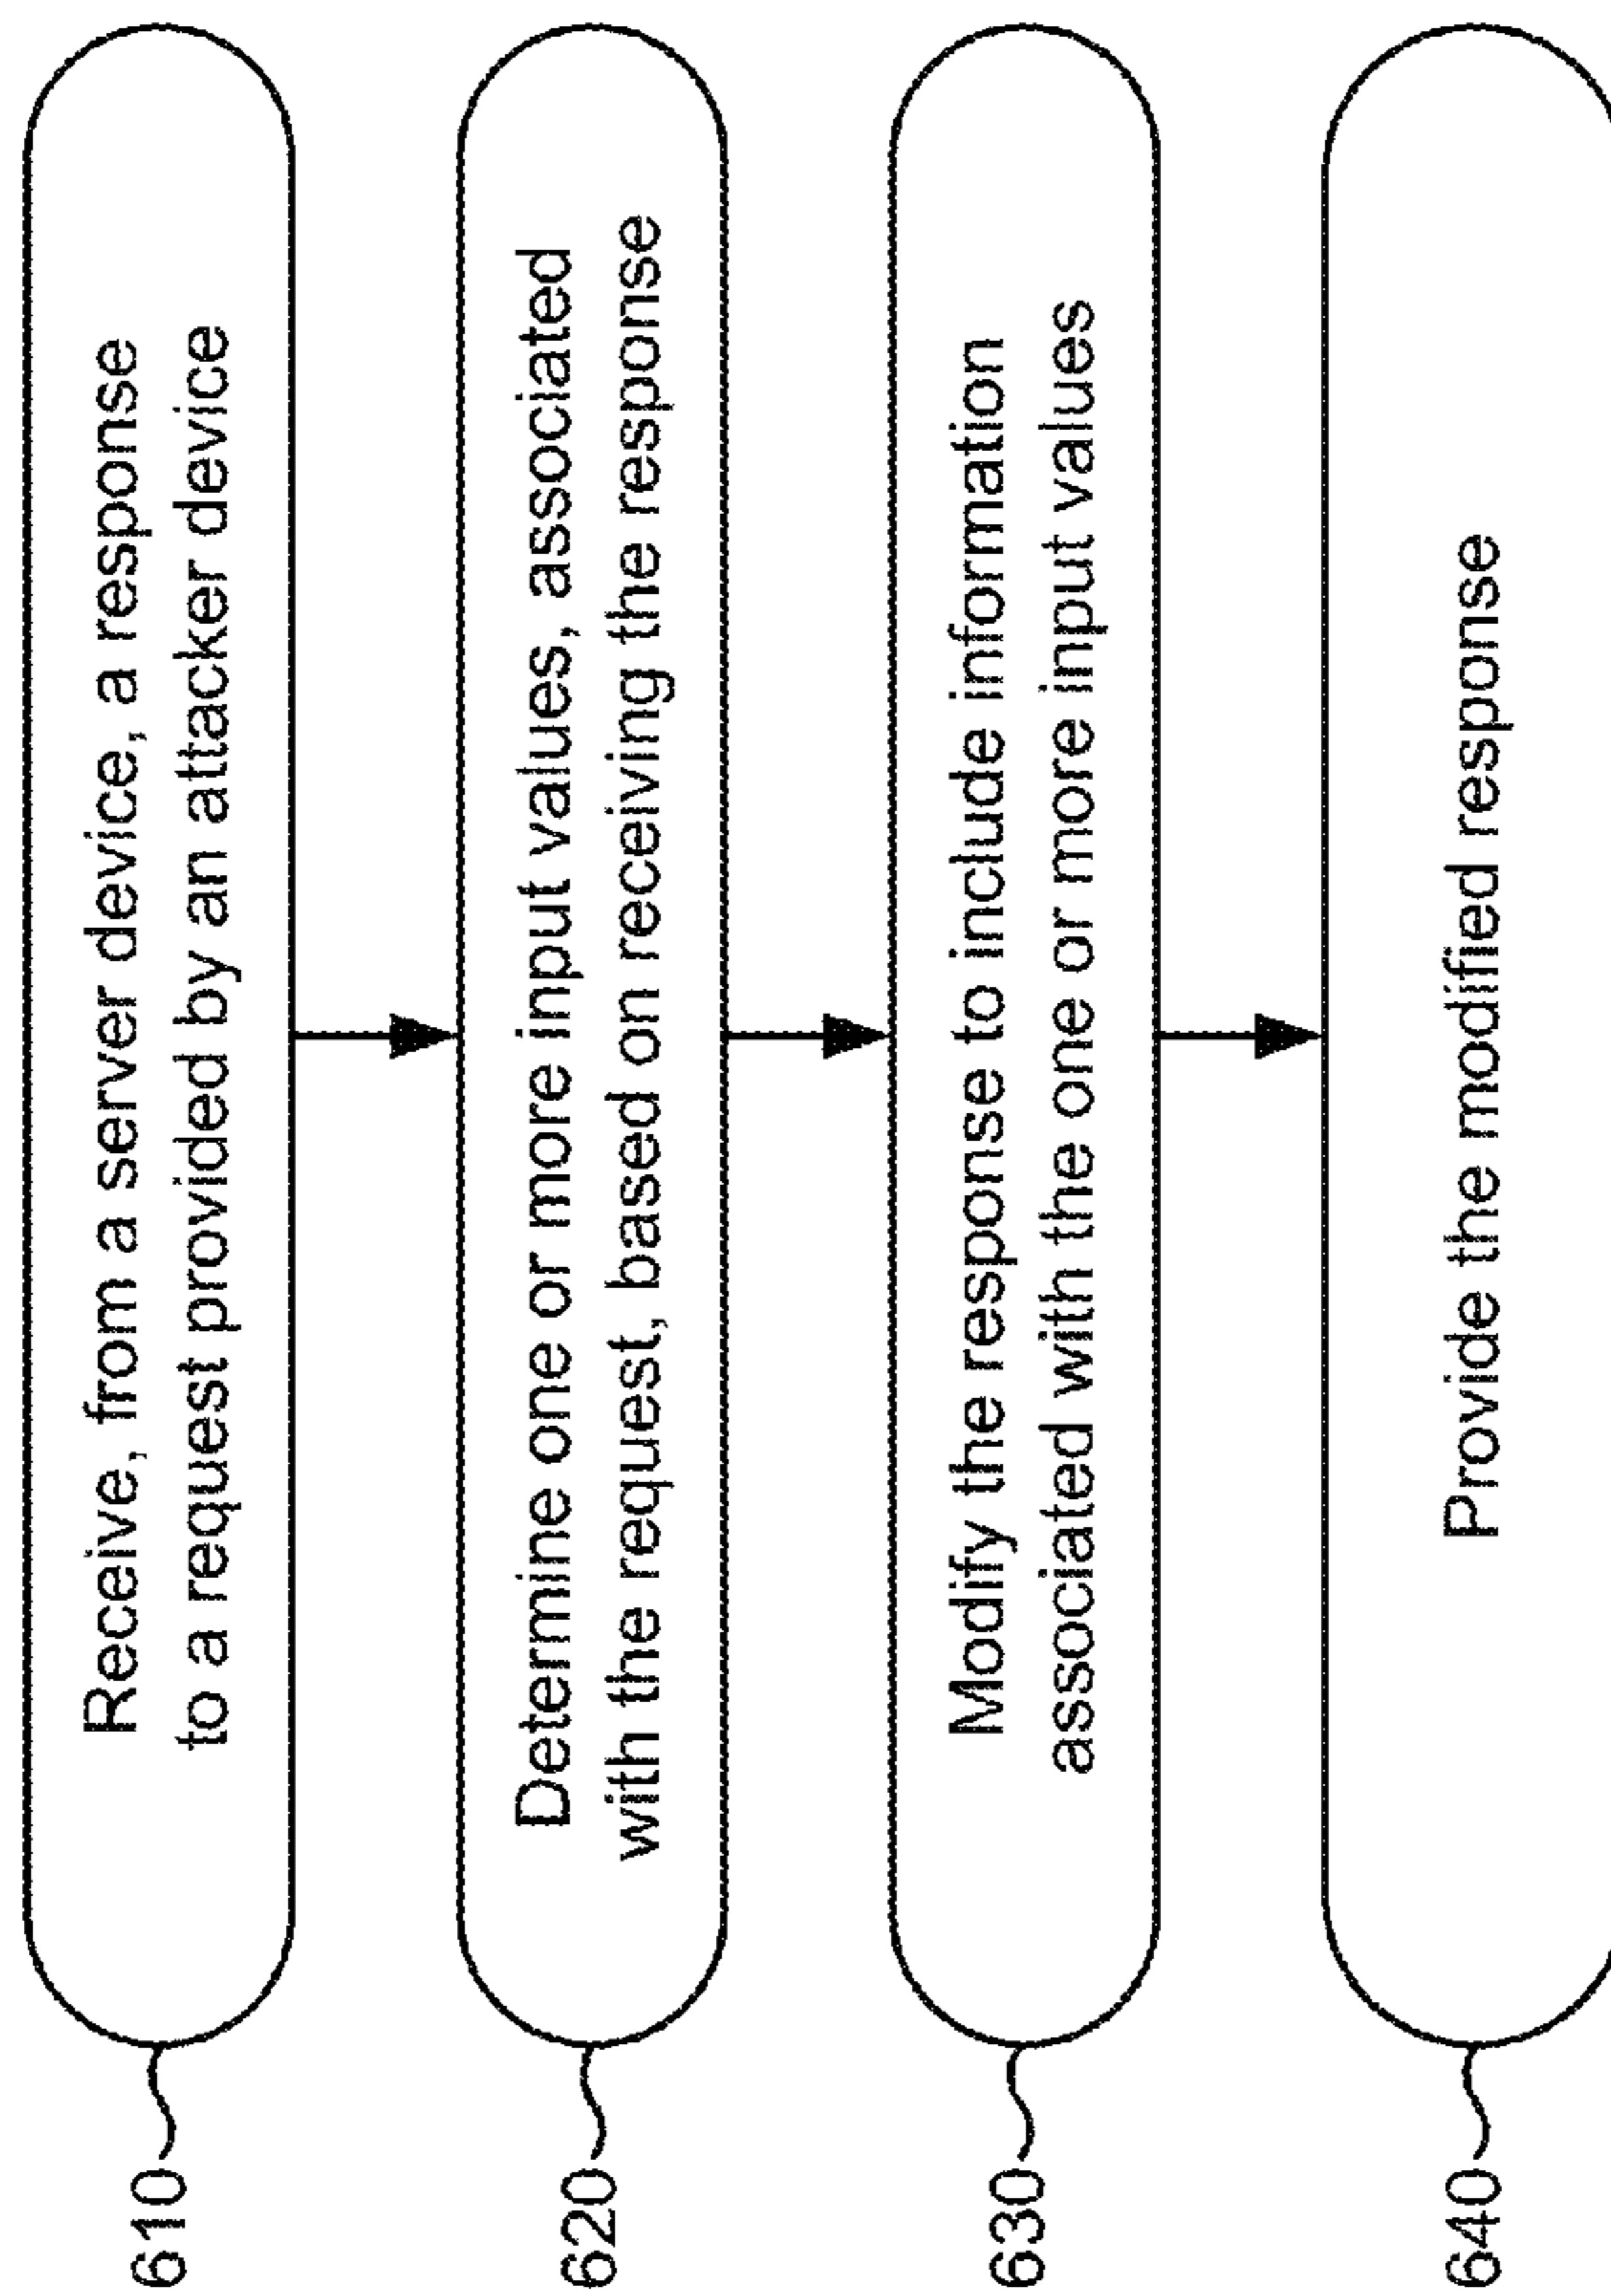 610
Receive, from a server device, a response
to a request provided by an attacker device
620
Determine one or more input values, associated
with the request, based on receiving the response
630
Modify the response to include information
associated with the one or more input values
640
Provide the modified response